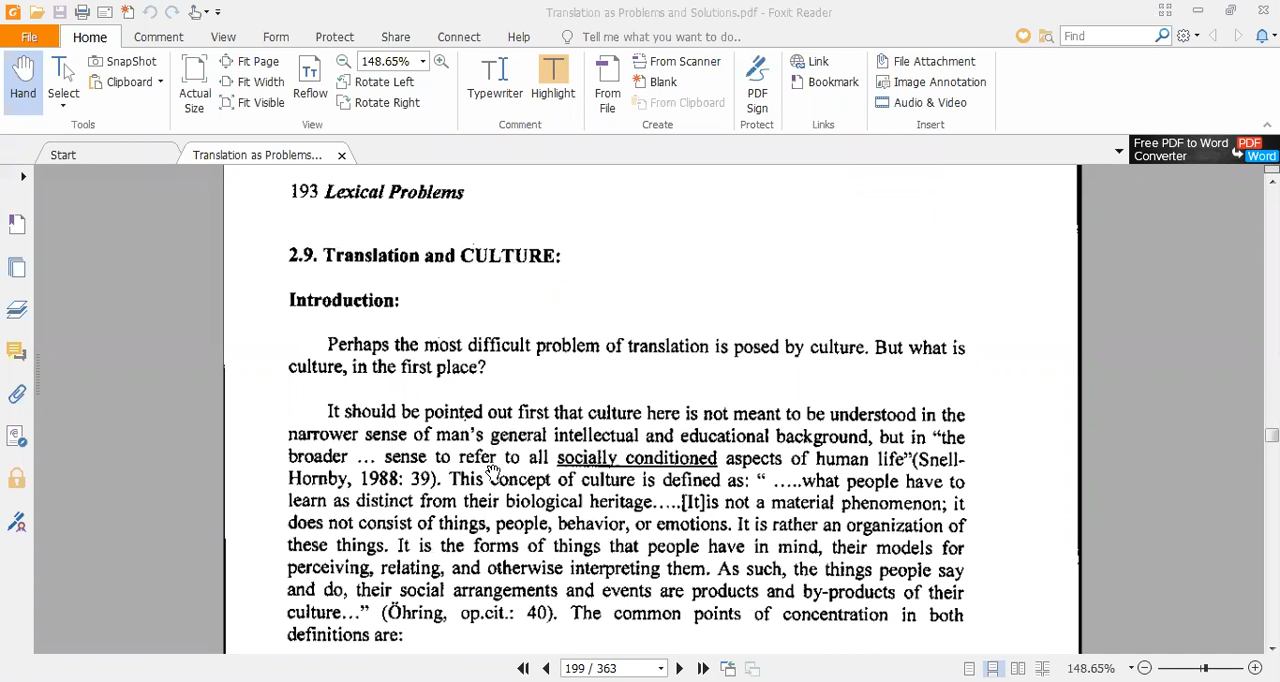 Translation as Problems and Solutions.pdf - Foxit Reader
File Home Comment View Form Protect Share Connect Help Tell me what you want to do.. Find
Hand
Select
SnapShot
Clipboard
Tools
Actual Size
Fit Page
Fit Width
Fit Visible
Reflow
148.65%
Rotate Left
Rotate Right
View
Typewriter
Highlight
Comment
From File
From Scanner
Blank
From Clipboard
Create
PDF Sign
Protect
Link
Bookmark
Links
File Attachment
Image Annotation
Audio & Video
Insert
Start
Translation as Problems...
Free PDF to Word Converter
PDF
Word
193 Lexical Problems
2.9. Translation and CULTURE:
Introduction:
Perhaps the most difficult problem of translation is posed by culture. But what is
culture, in the first place?
It should be pointed out first that culture here is not meant to be understood in the
narrower sense of man's general intellectual and educational background, but in “the
broader ... sense to refer to all socially conditioned aspects of human life”(Snell-
Hornby, 1988: 39). This concept of culture is defined as: “ .....what people have to
learn as distinct from their biological heritage.....[It]is not a material phenomenon; it
does not consist of things, people, behavior, or emotions. It is rather an organization of
these things. It is the forms of things that people have in mind, their models for
perceiving, relating, and otherwise interpreting them. As such, the things people say
and do, their social arrangements and events are products and by-products of their
culture...” (Öhring, op.cit.: 40). The common points of concentration in both
definitions are:
199 / 363
148.65%